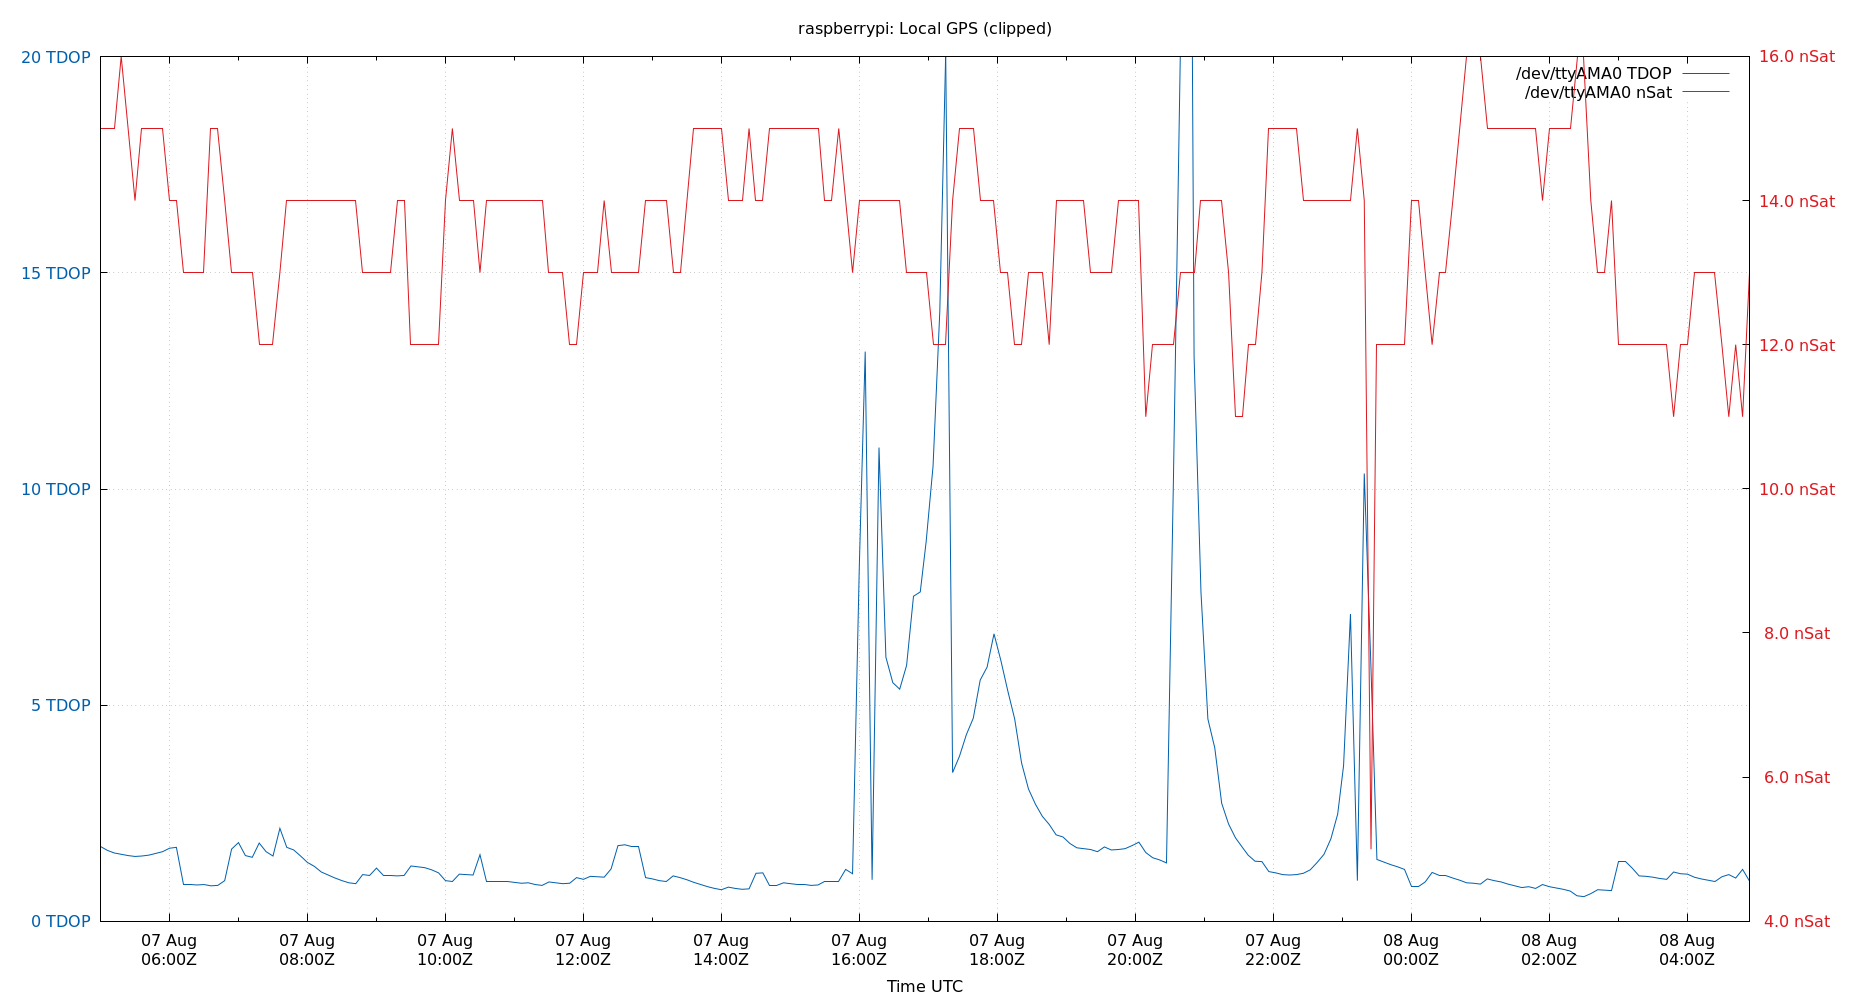 raspberrypi: Local GPS (clipped)
20 TDOP
15 TDOP
10 TDOP
5 TDOP
0 TDOP
/dev/ttyAMA0 TDOP
/dev/ttyAMA0 nSat
16.0 nSat
14.0 nSat
12.0 nSat
10.0 nSat
8.0 nSat
6.0 nSat
4.0 nSat
07 Aug
06:00Z
07 Aug
08:00Z
07 Aug
10:00Z
07 Aug
12:00Z
07 Aug
14:00Z
07 Aug
16:00Z
07 Aug
18:00Z
07 Aug
20:00Z
07 Aug
22:00Z
08 Aug
00:00Z
08 Aug
02:00Z
08 Aug
04:00Z
Time UTC